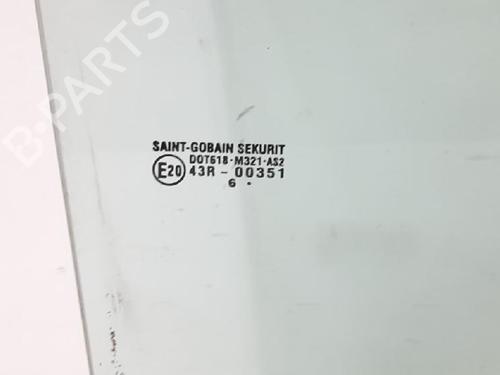 B-PARTS
SAINT-GOBAIN SEKURIT
DOT618·M321·AS2
E20 43R - 00351
6 ·